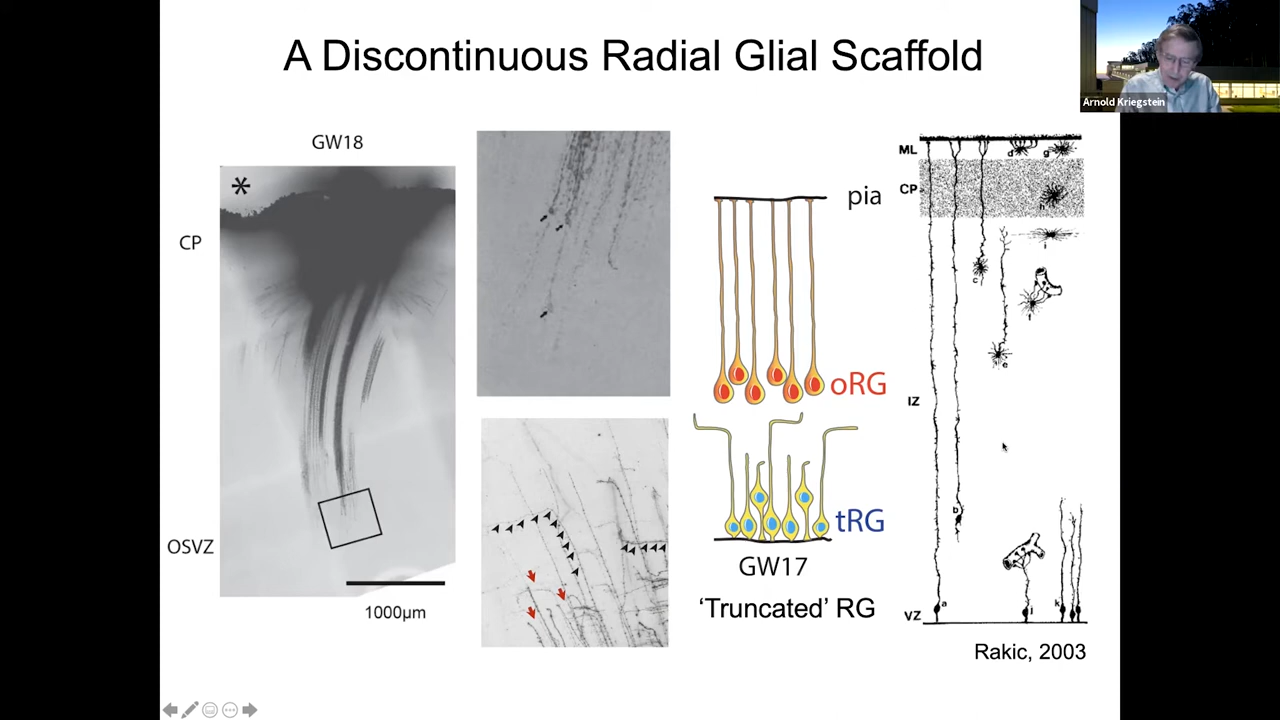 A Discontinuous Radial Glial Scaffold
Arnold Kriegstein
GW18
*
CP
OSVZ
1000µm
pia
oRG
tRG
GW17
‘Truncated’ RG
ML
CP
IZ
VZ
d
g
h
i
c
f
e
b
a
j
k
Rakic, 2003